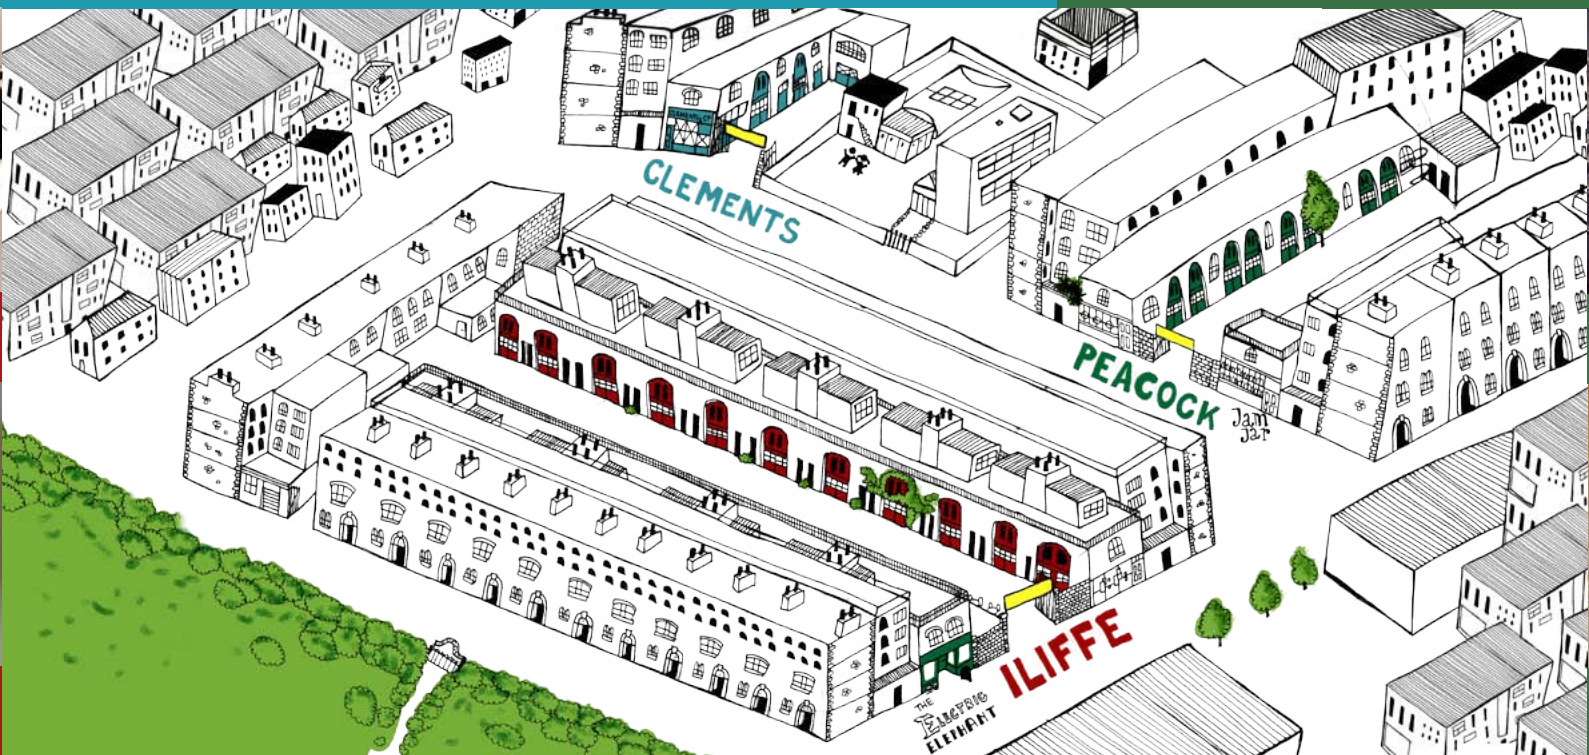 CLEMENTS
PEACOCK
Jam
Jar
ILIFFE
THE
ELECTRIC
ELEPHANT